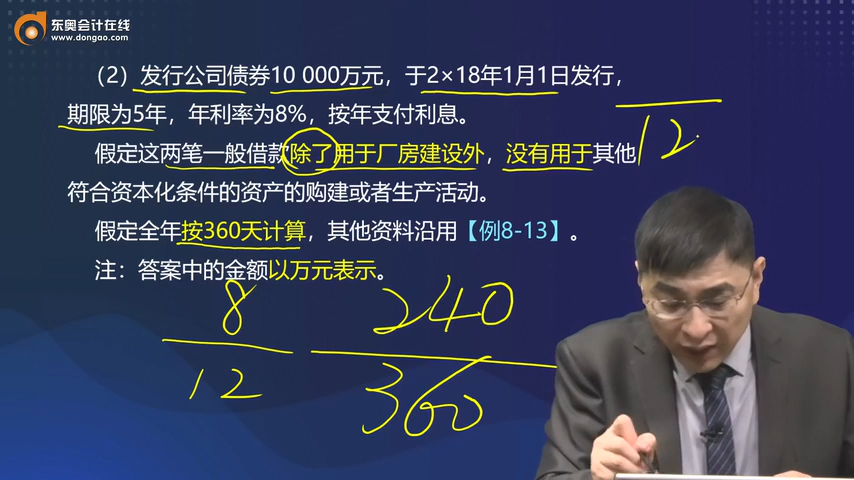 东奥会计在线
www.dongao.com
（2）发行公司债券10 000万元，于2×18年1月1日发行，
期限为5年，年利率为8%，按年支付利息。
假定这两笔一般借款除了用于厂房建设外，没有用于其他
符合资本化条件的资产的购建或者生产活动。
假定全年按360天计算，其他资料沿用【例8-13】。
注：答案中的金额以万元表示。
12
8
12
240
360